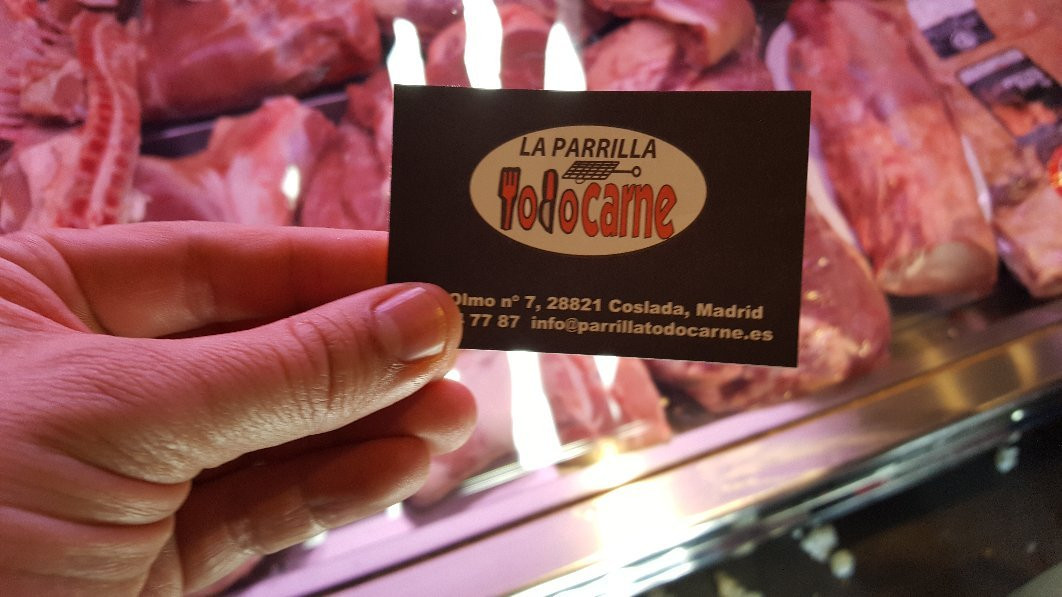 LA PARRILLA
Todocarne
Olmo nº 7, 28821 Coslada, Madrid
77 87 info@parrillatodocarne.es